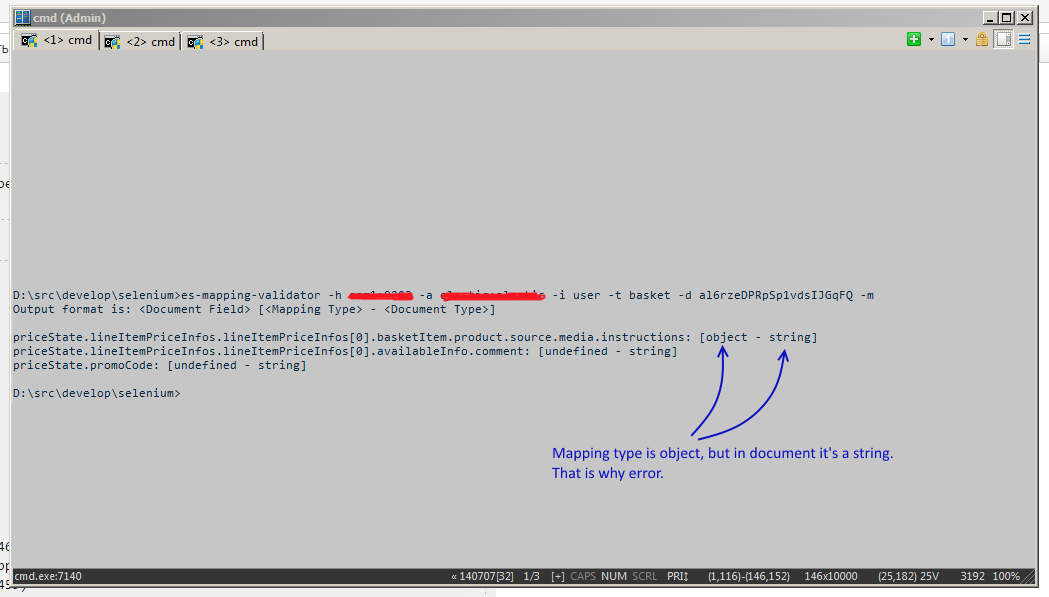 cmd (Admin)
<1> cmd <2> cmd <3> cmd
D:\src\develop\selenium>es-mapping-validator -h -a -i user -t basket -d al6rzeDPRpSp1vdsIJGqFQ -m
Output format is: <Document Field> [<Mapping Type> - <Document Type>]
priceState.lineItemPriceInfos.lineItemPriceInfos[0].basketItem.product.source.media.instructions: [object - string]
priceState.lineItemPriceInfos.lineItemPriceInfos[0].availableInfo.comment: [undefined - string]
priceState.promoCode: [undefined - string]
D:\src\develop\selenium>
Mapping type is object, but in document it's a string.
That is why error.
cmd.exe:7140 « 140707[32] 1/3 [+] CAPS NUM SCRL PRI↕ (1,116)-(146,152) 146x10000 (25,182) 25V 3192 100%